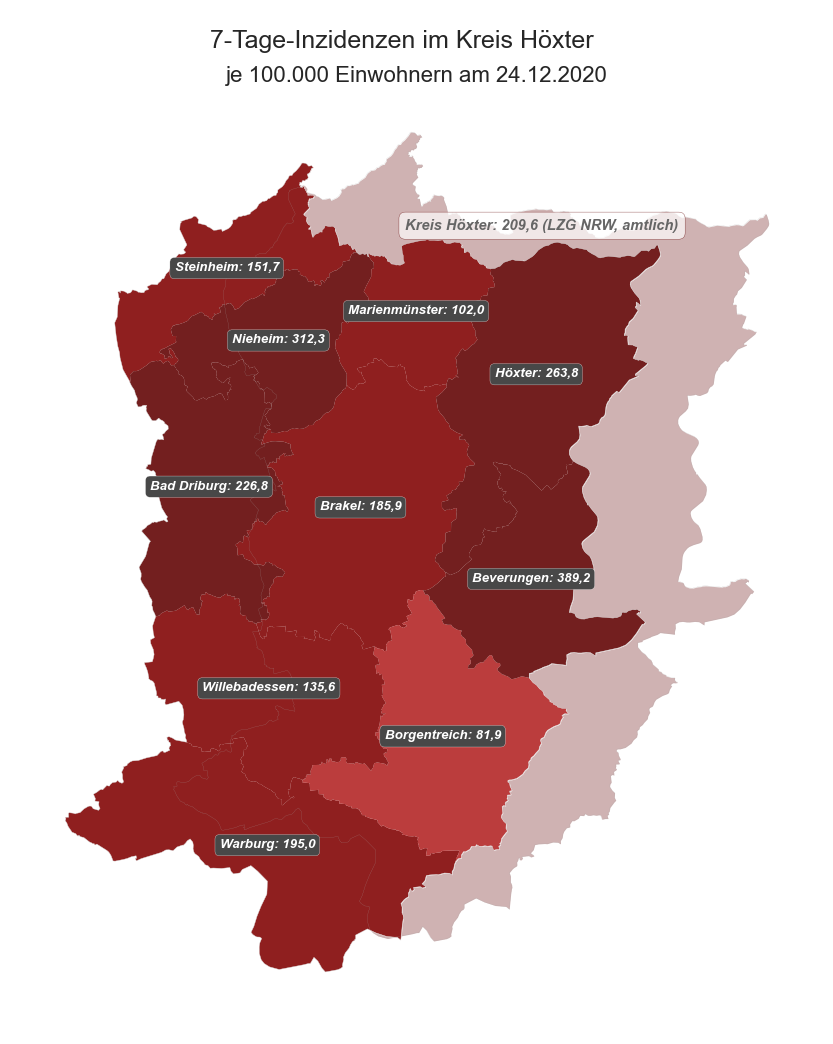 7-Tage-Inzidenzen im Kreis Höxter
je 100.000 Einwohnern am 24.12.2020
Kreis Höxter: 209,6 (LZG NRW, amtlich)
Steinheim: 151,7
Marienmünster: 102,0
Nieheim: 312,3
Höxter: 263,8
Bad Driburg: 226,8
Brakel: 185,9
Beverungen: 389,2
Willebadessen: 135,6
Borgentreich: 81,9
Warburg: 195,0